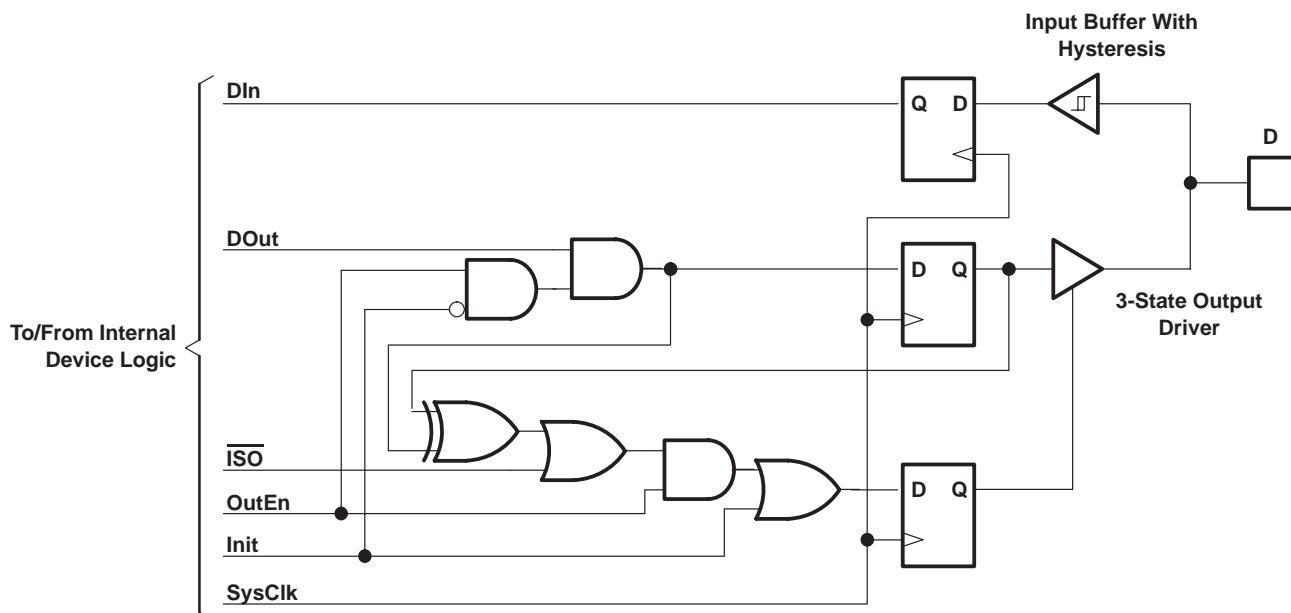 Input Buffer With
Hysteresis
DIn
Q D
D
DOut
D Q
3-State Output
Driver
To/From Internal
Device Logic
ISO
OutEn
D Q
Init
SysClk